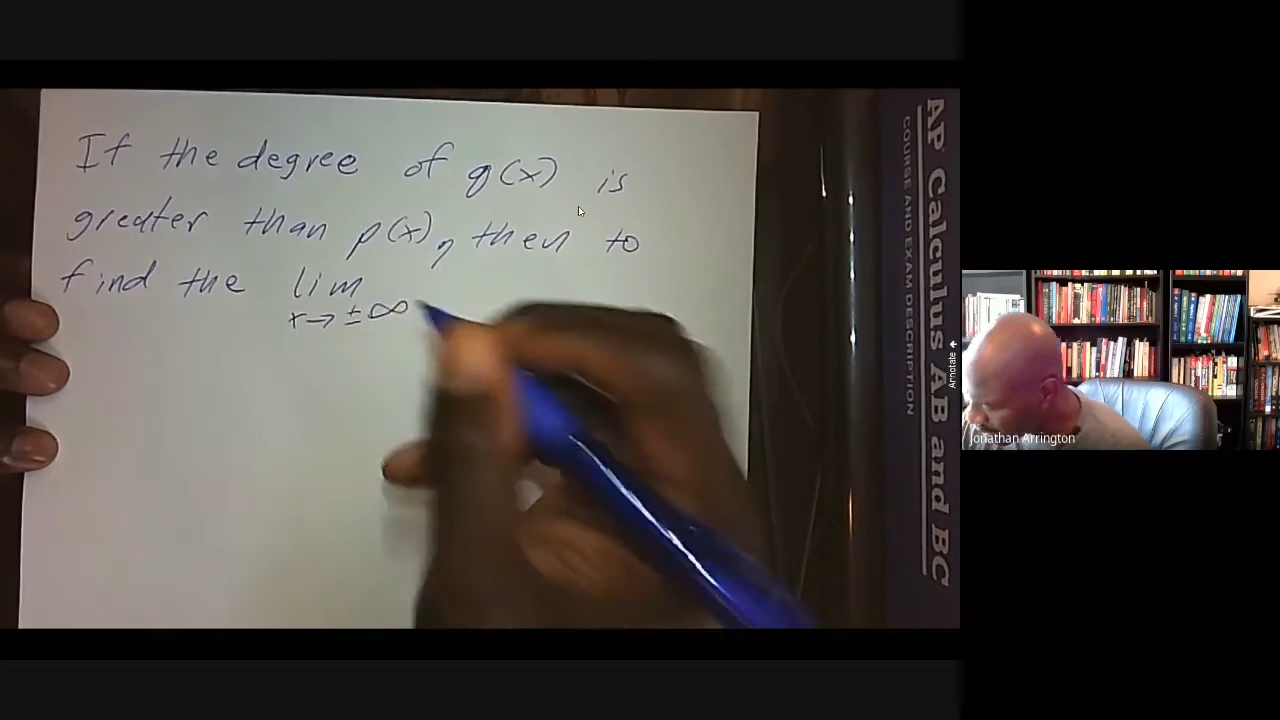 If the degree of q(x) is
greater than p(x), then to
find the lim
x→ ±∞
AP Calculus AB and BC
COURSE AND EXAM DESCRIPTION
Annotate
Jonathan Arrington